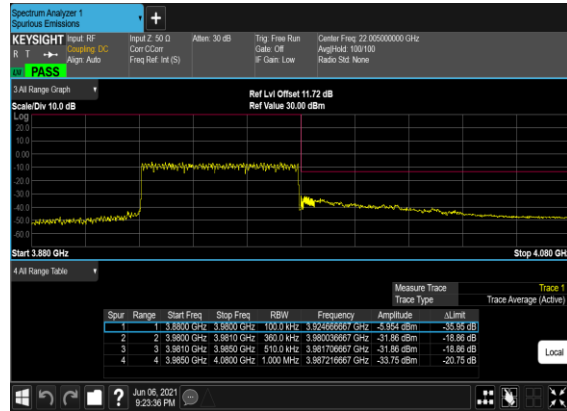 Spectrum Analyzer 1
Spurious Emissions
+
KEYSIGHT Input: RF Input Z: 50 Ω Atten: 30 dB Trig: Free Run Center Freq: 22.005000000 GHz
R T Coupling: DC Corr CCorr Gate: Off Avg|Hold: 100/100
Align: Auto Freq Ref: Int (S) IF Gain: Low Radio Std: None
LW PASS
3 All Range Graph
Ref Lvl Offset 11.72 dB
Scale/Div 10.0 dB Ref Value 30.00 dBm
Log
20.0
10.0
0.00
-10.0
-20.0
-30.0
-40.0
-50.0
-60.0
Start 3.880 GHz Stop 4.080 GHz
4 All Range Table
Measure Trace Trace 1
Trace Type Trace Average (Active)
Spur Range Start Freq Stop Freq RBW Frequency Amplitude ΔLimit
1 1 3.8800 GHz 3.9800 GHz 100.0 kHz 3.924666667 GHz -5.954 dBm -35.95 dB
2 2 3.9800 GHz 3.9810 GHz 360.0 kHz 3.980036667 GHz -31.86 dBm -18.86 dB
3 3 3.9810 GHz 3.9850 GHz 510.0 kHz 3.981706667 GHz -31.86 dBm -18.86 dB
4 4 3.9850 GHz 4.0800 GHz 1.000 MHz 3.987216667 GHz -33.75 dBm -20.75 dB
Local
? Jun 06, 2021
9:23:36 PM